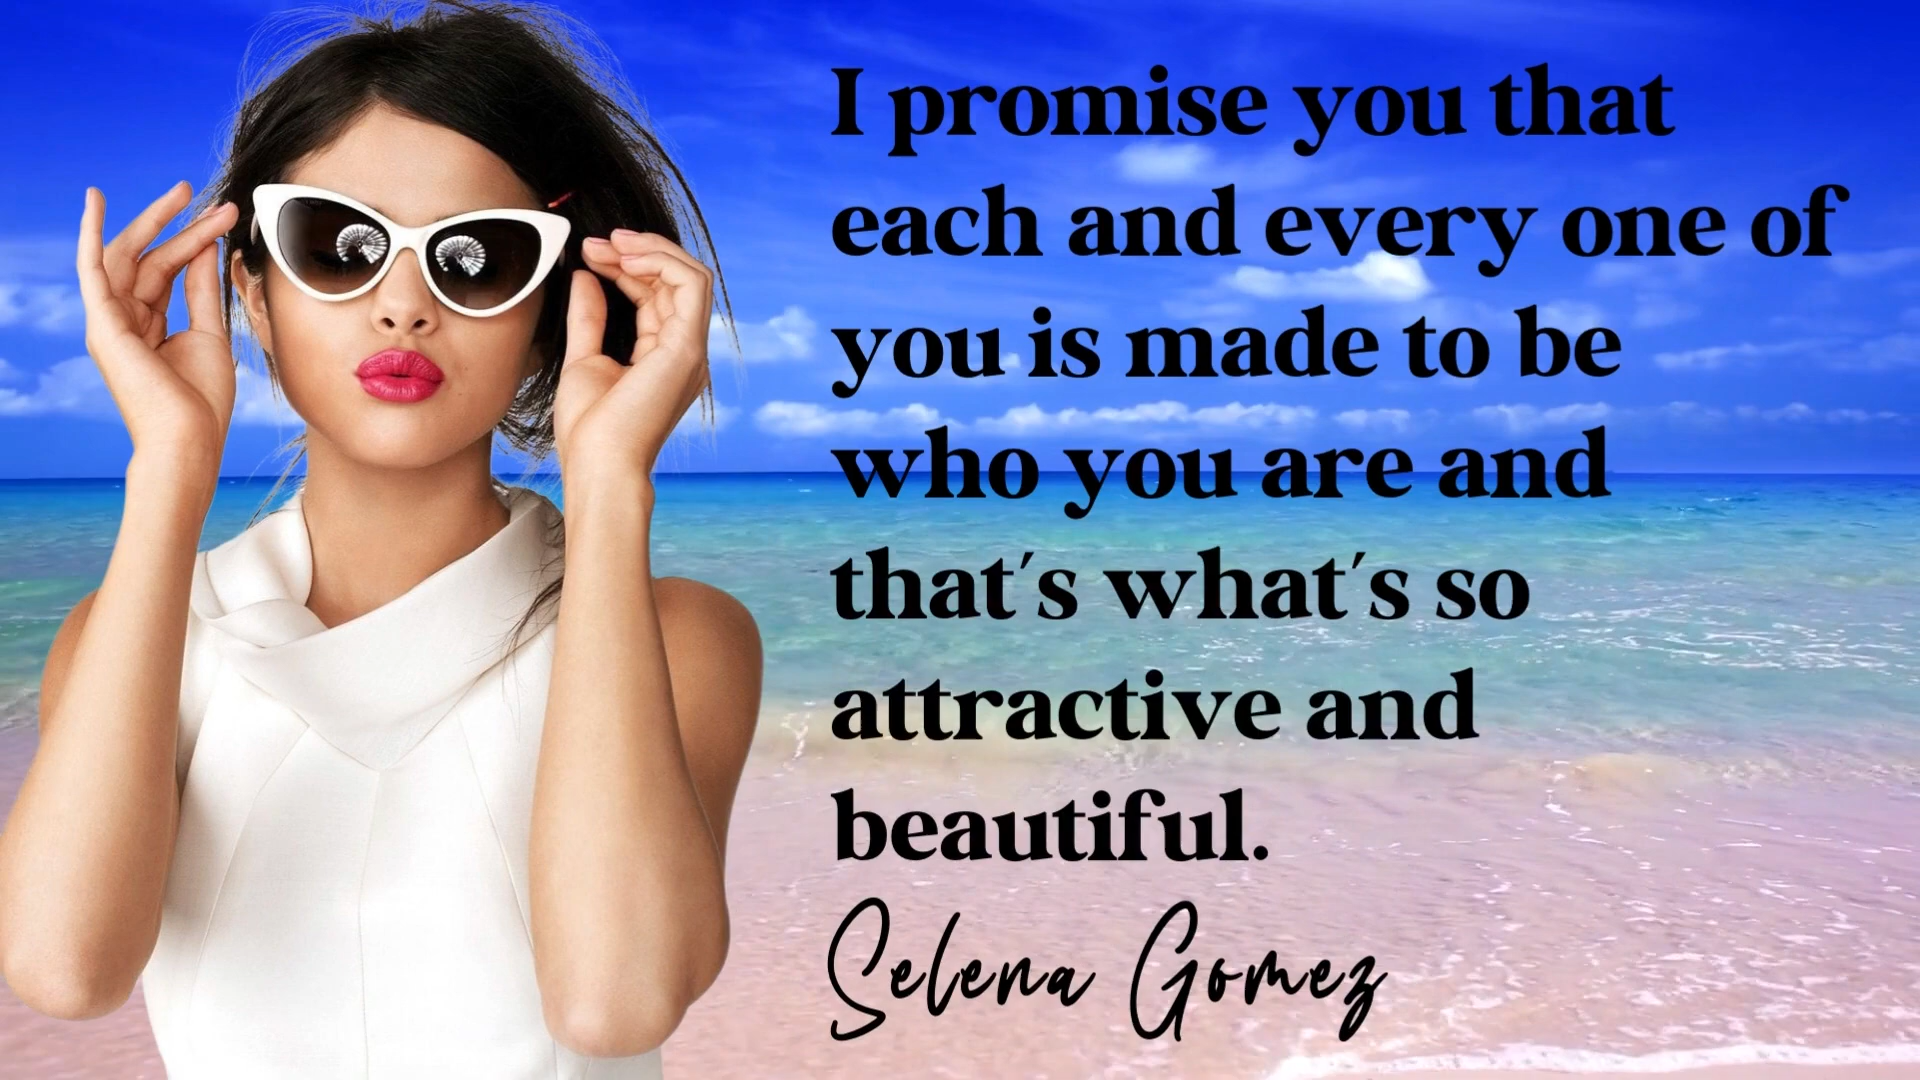 I promise you that
each and every one of
you is made to be
who you are and
that's what's so
attractive and
beautiful.
Selena Gomez